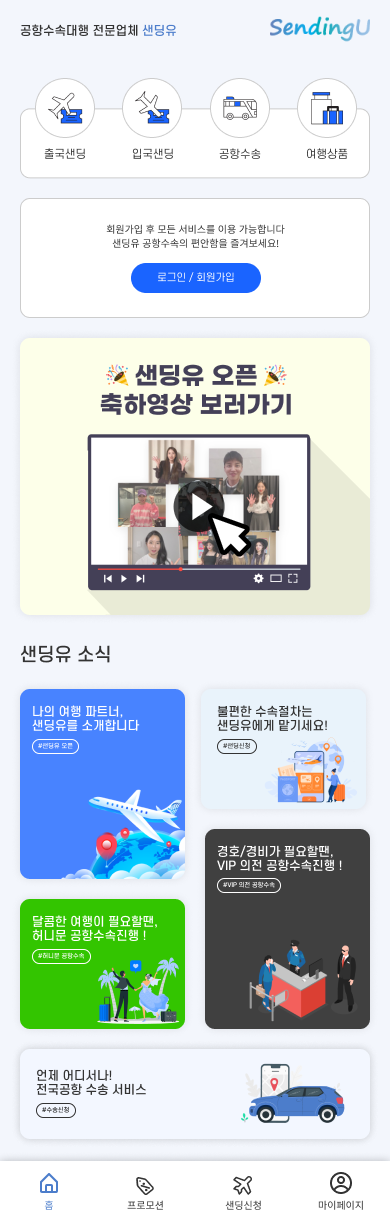 공항수속대행 전문업체 샌딩유
SendingU
출국샌딩
입국샌딩
공항수송
여행상품
회원가입 후 모든 서비스를 이용 가능합니다
샌딩유 공항수속의 편안함을 즐겨보세요!
로그인 / 회원가입
샌딩유 오픈
축하영상 보러가기
샌딩유 소식
나의 여행 파트너,
샌딩유를 소개합니다
#샌딩유 오픈
불편한 수속절차는
샌딩유에게 맡기세요!
#샌딩신청
경호/경비가 필요할땐,
VIP 의전 공항수속진행 !
#VIP 의전 공항수속
달콤한 여행이 필요할땐,
허니문 공항수속진행 !
#허니문 공항수속
언제 어디서나!
전국공항 수송 서비스
#수송신청
홈
프로모션
샌딩신청
마이페이지